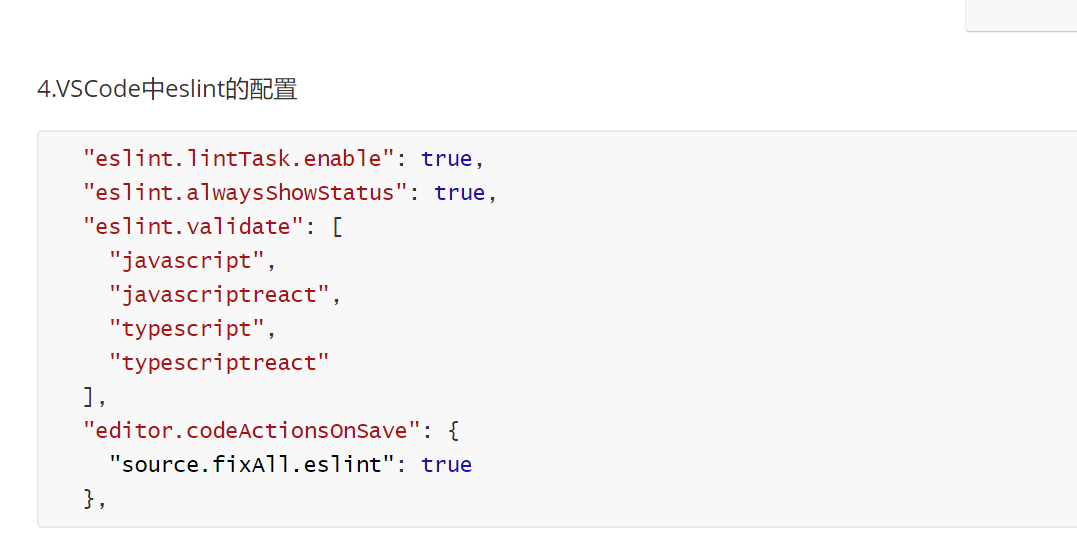 4.VSCode中eslint的配置
"eslint.lintTask.enable": true,
"eslint.alwaysShowStatus": true,
"eslint.validate": [
"javascript",
"javascriptreact",
"typescript",
"typescriptreact"
],
"editor.codeActionsOnSave": {
"source.fixAll.eslint": true
},